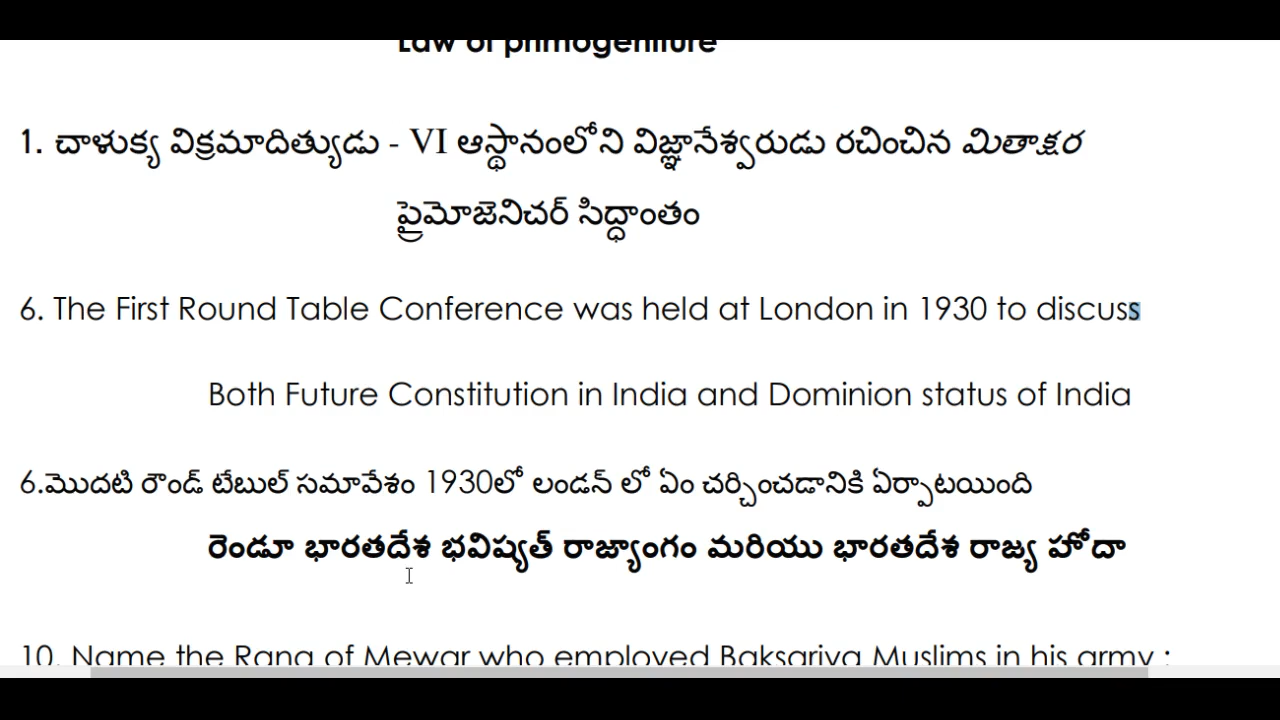 Law of primogeniture
1. చాళుక్య విక్రమాదిత్యుడు - VI ఆస్థానంలోని విజ్ఞానేశ్వరుడు రచించిన మితాక్షర
ప్రైమోజెనిచర్ సిద్ధాంతం
6. The First Round Table Conference was held at London in 1930 to discuss
Both Future Constitution in India and Dominion status of India
6.మొదటి రౌండ్ టేబుల్ సమావేశం 1930లో లండన్ లో ఏం చర్చించడానికి ఏర్పాటయింది
రెండూ భారతదేశ భవిష్యత్ రాజ్యాంగం మరియు భారతదేశ రాజ్య హోదా
10. Name the Rana of Mewar who employed Baksariya Muslims in his army :